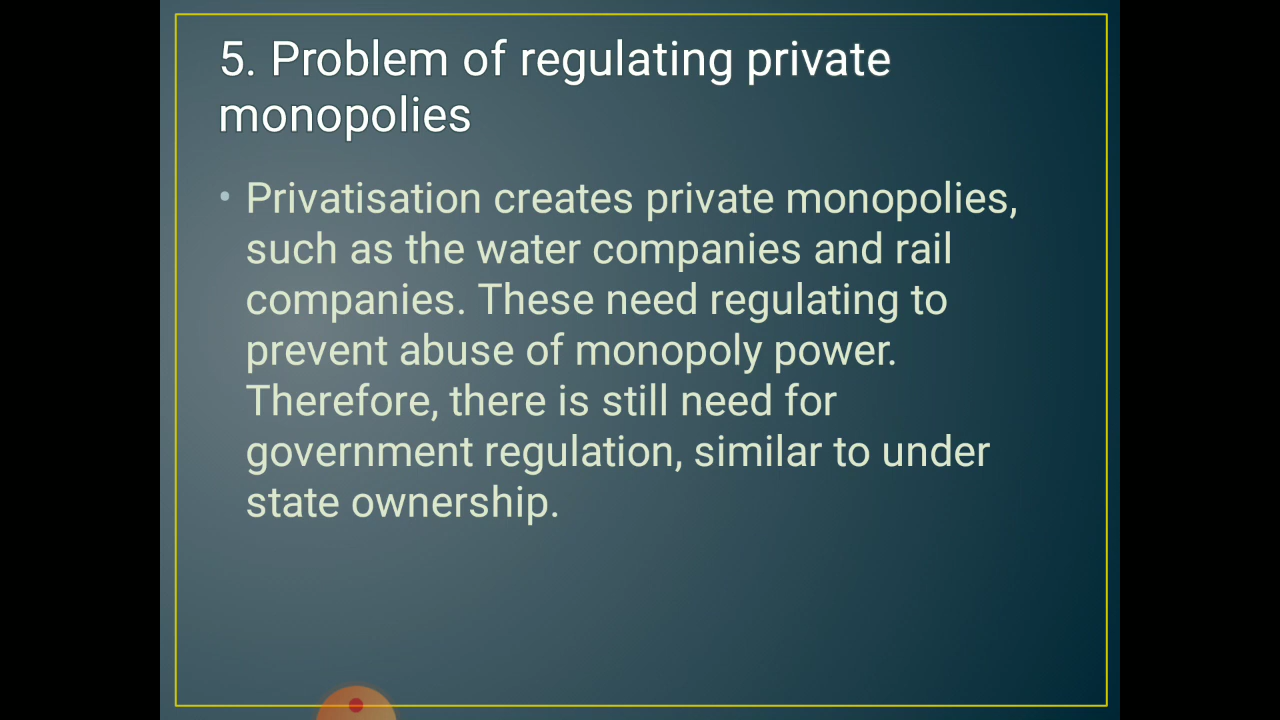 5. Problem of regulating private
monopolies
• Privatisation creates private monopolies,
such as the water companies and rail
companies. These need regulating to
prevent abuse of monopoly power.
Therefore, there is still need for
government regulation, similar to under
state ownership.